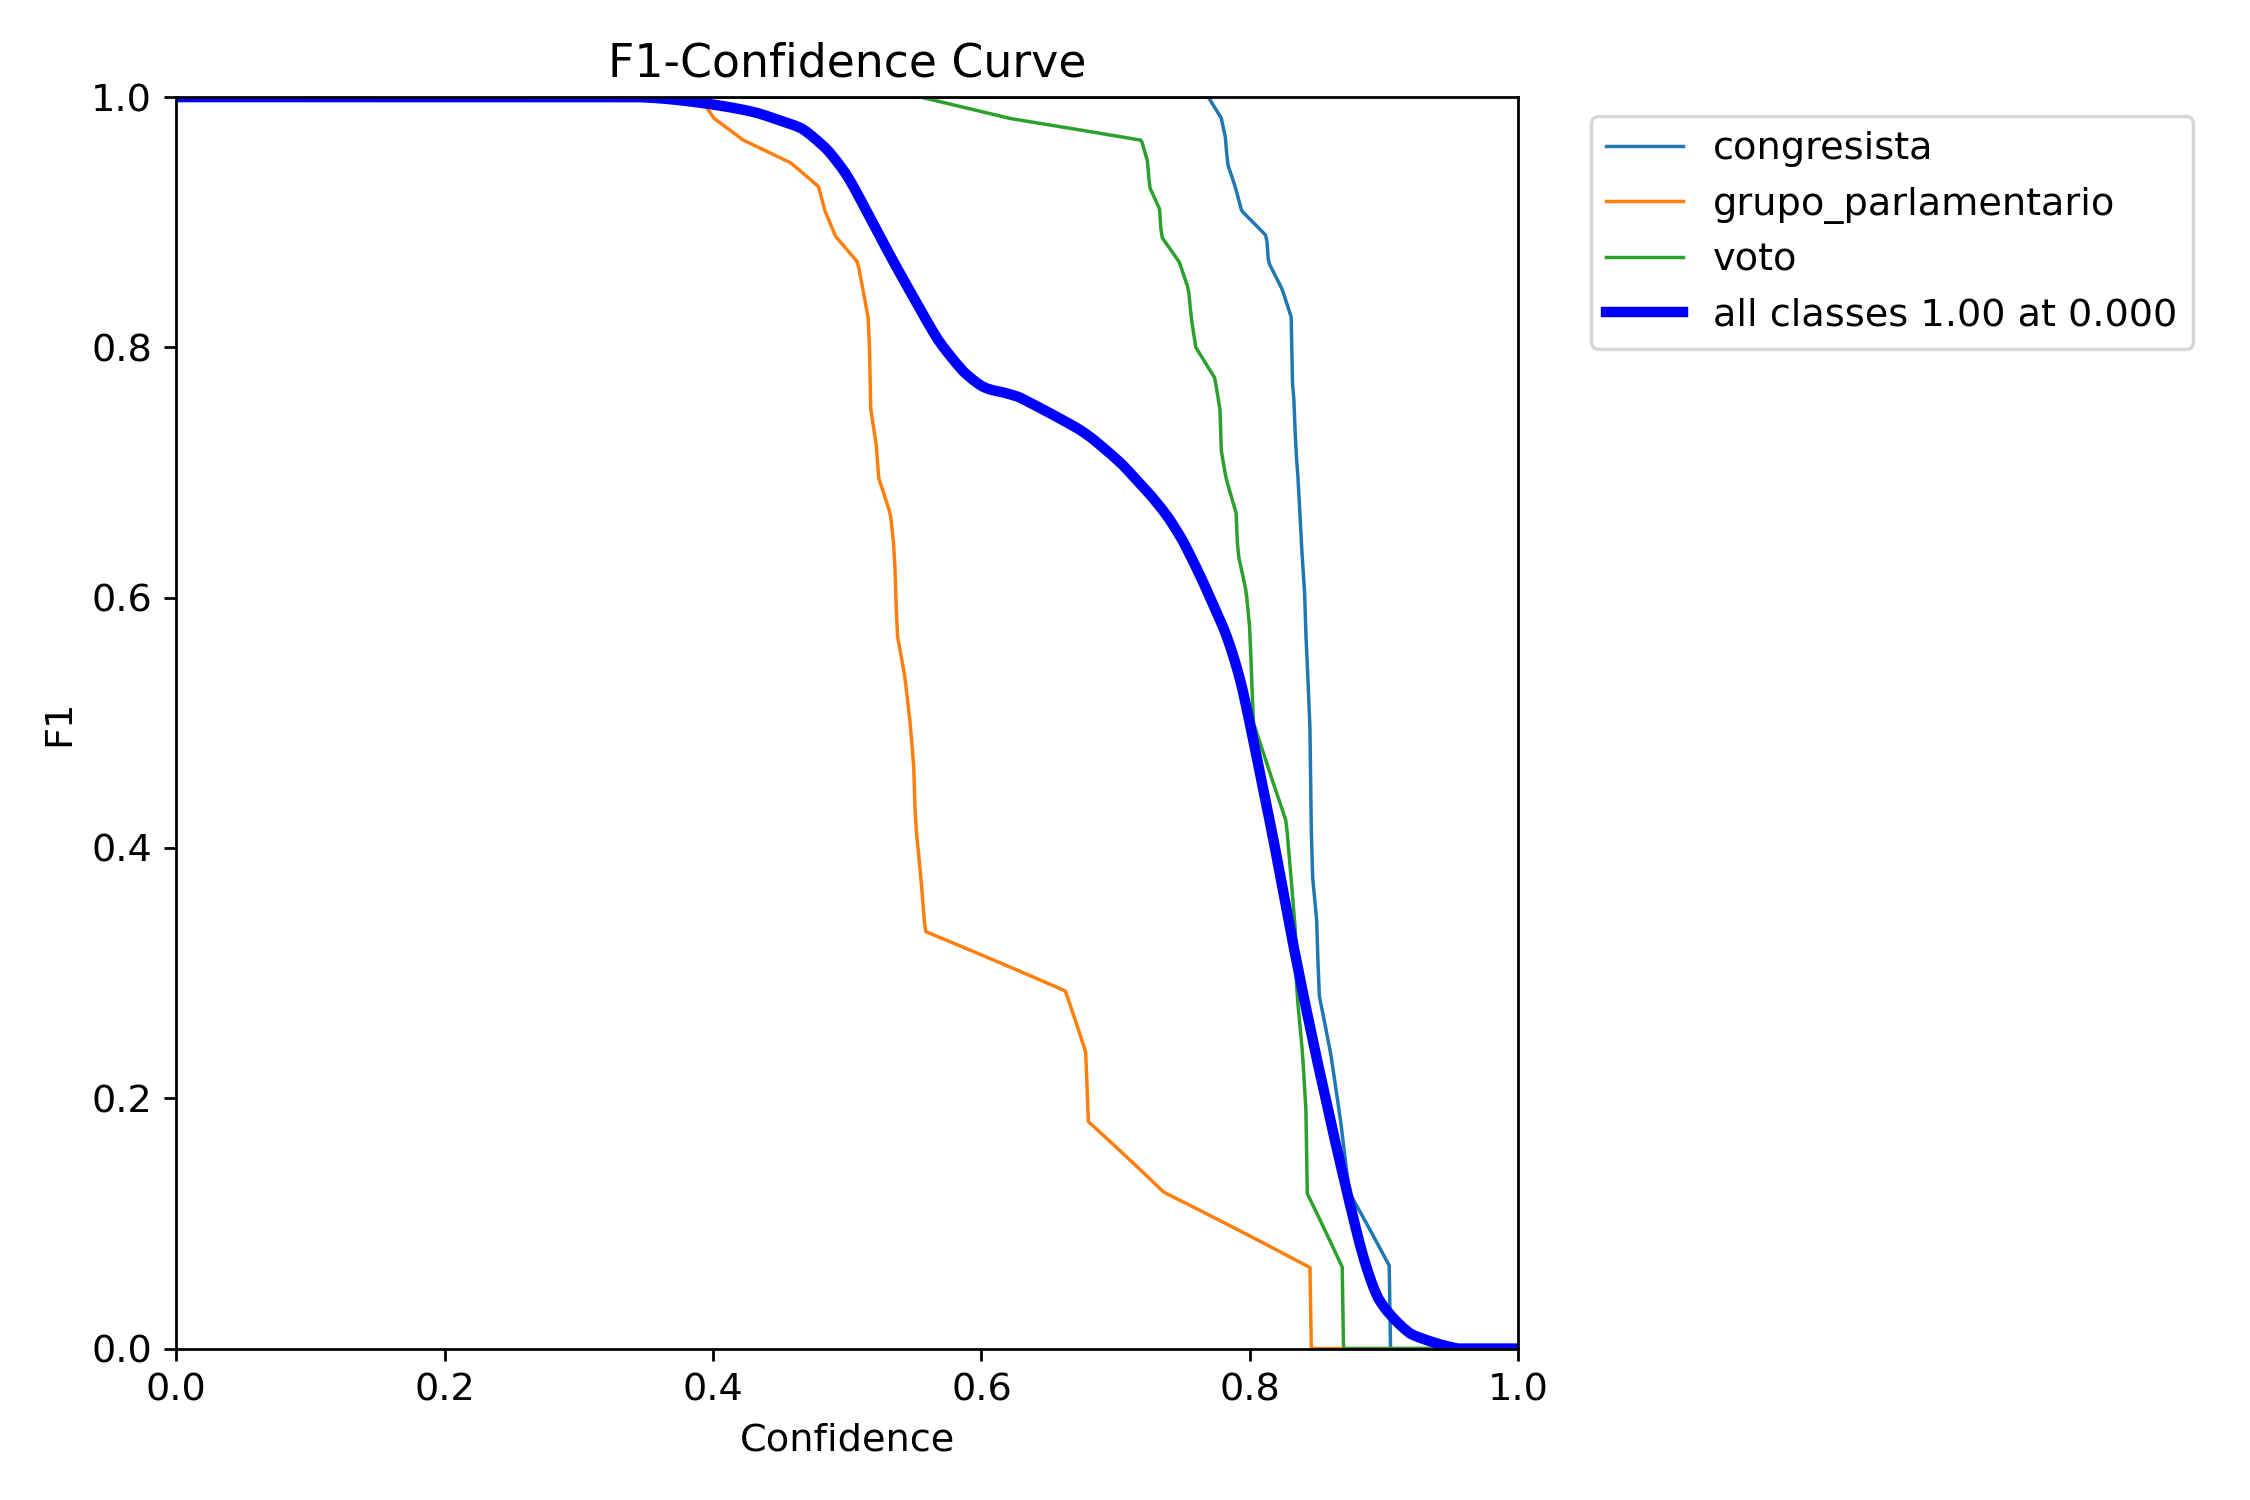 F1-Confidence Curve
1.0
0.8
0.6
0.4
0.2
0.0
F1
0.0 0.2 0.4 0.6 0.8 1.0
Confidence
congresista
grupo_parlamentario
voto
all classes 1.00 at 0.000